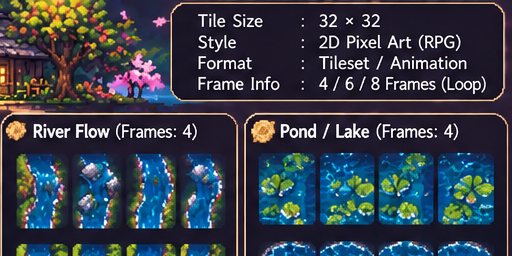 Tile Size : 32 × 32
Style : 2D Pixel Art (RPG)
Format : Tileset / Animation
Frame Info : 4 / 6 / 8 Frames (Loop)
River Flow (Frames: 4)
Pond / Lake (Frames: 4)